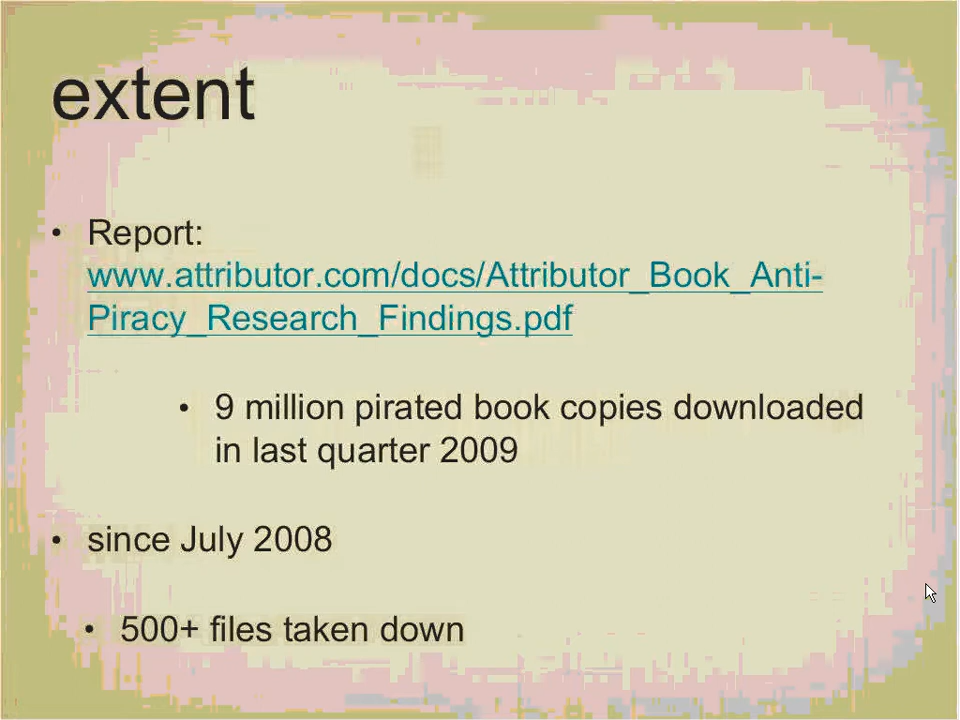 extent
• Report:
www.attributor.com/docs/Attributor_Book_Anti-
Piracy_Research_Findings.pdf
• 9 million pirated book copies downloaded
in last quarter 2009
• since July 2008
• 500+ files taken down